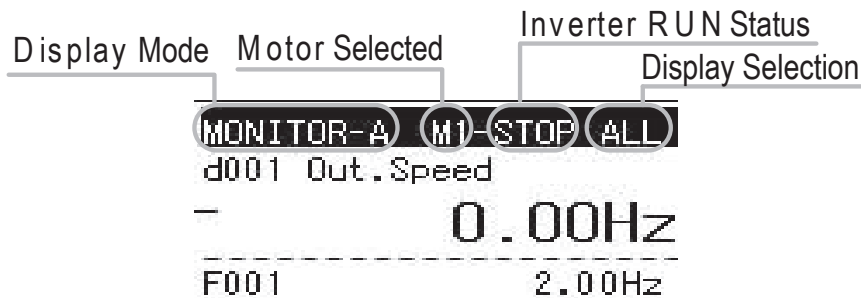 Inverter RUN Status
Display Mode Motor Selected
Display Selection
MONITOR-A M1-STOP ALL
d001 Out.Speed
- 0.00Hz
F001 2.00Hz